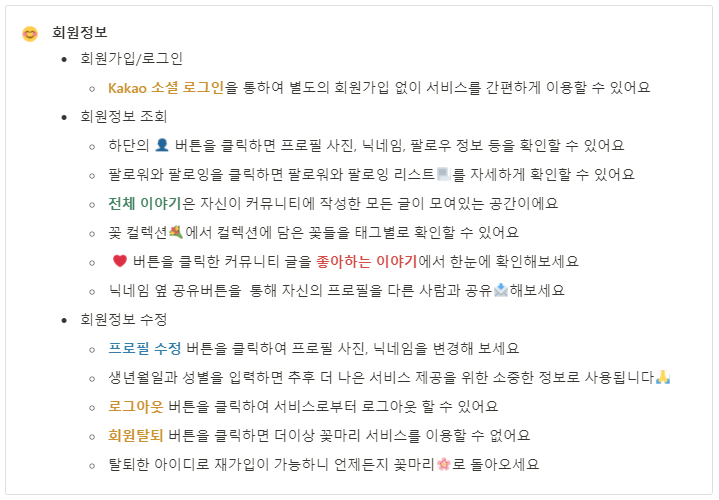 😊 회원정보
• 회원가입/로그인
◦ Kakao 소셜 로그인을 통하여 별도의 회원가입 없이 서비스를 간편하게 이용할 수 있어요
• 회원정보 조회
◦ 하단의 👤 버튼을 클릭하면 프로필 사진, 닉네임, 팔로우 정보 등을 확인할 수 있어요
◦ 팔로워와 팔로잉을 클릭하면 팔로워와 팔로잉 리스트📃를 자세하게 확인할 수 있어요
◦ 전체 이야기은 자신이 커뮤니티에 작성한 모든 글이 모여있는 공간이에요
◦ 꽃 컬렉션💐에서 컬렉션에 담은 꽃들을 태그별로 확인할 수 있어요
◦ ❤️ 버튼을 클릭한 커뮤니티 글을 좋아하는 이야기에서 한눈에 확인해보세요
◦ 닉네임 옆 공유버튼을 통해 자신의 프로필을 다른 사람과 공유📩해보세요
• 회원정보 수정
◦ 프로필 수정 버튼을 클릭하여 프로필 사진, 닉네임을 변경해 보세요
◦ 생년월일과 성별을 입력하면 추후 더 나은 서비스 제공을 위한 소중한 정보로 사용됩니다🙏
◦ 로그아웃 버튼을 클릭하여 서비스로부터 로그아웃 할 수 있어요
◦ 회원탈퇴 버튼을 클릭하면 더이상 꽃마리 서비스를 이용할 수 없어요
◦ 탈퇴한 아이디로 재가입이 가능하니 언제든지 꽃마리🌸로 돌아오세요